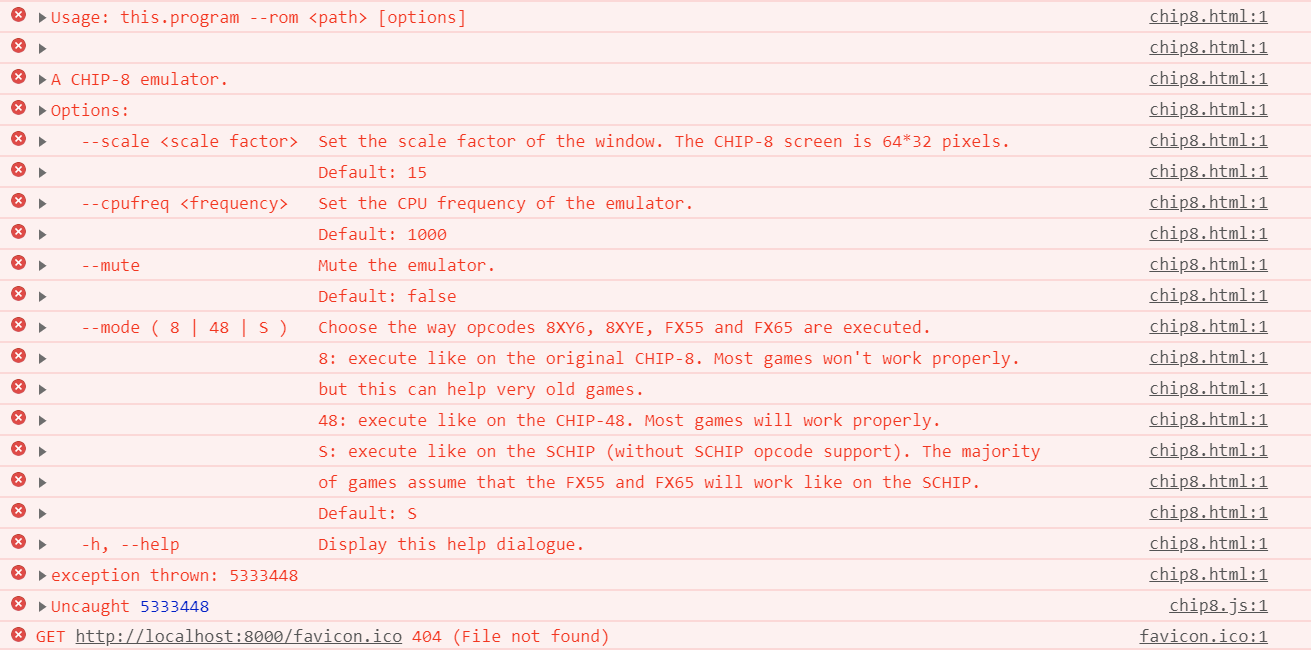 Usage: this.program --rom <path> [options] chip8.html:1
chip8.html:1
A CHIP-8 emulator. chip8.html:1
Options: chip8.html:1
--scale <scale factor> Set the scale factor of the window. The CHIP-8 screen is 64*32 pixels. chip8.html:1
Default: 15 chip8.html:1
--cpufreq <frequency> Set the CPU frequency of the emulator. chip8.html:1
Default: 1000 chip8.html:1
--mute Mute the emulator. chip8.html:1
Default: false chip8.html:1
--mode ( 8 | 48 | S ) Choose the way opcodes 8XY6, 8XYE, FX55 and FX65 are executed. chip8.html:1
8: execute like on the original CHIP-8. Most games won't work properly. chip8.html:1
but this can help very old games. chip8.html:1
48: execute like on the CHIP-48. Most games will work properly. chip8.html:1
S: execute like on the SCHIP (without SCHIP opcode support). The majority chip8.html:1
of games assume that the FX55 and FX65 will work like on the SCHIP. chip8.html:1
Default: S chip8.html:1
-h, --help Display this help dialogue. chip8.html:1
exception thrown: 5333448 chip8.html:1
Uncaught 5333448 chip8.js:1
GET http://localhost:8000/favicon.ico 404 (File not found) favicon.ico:1